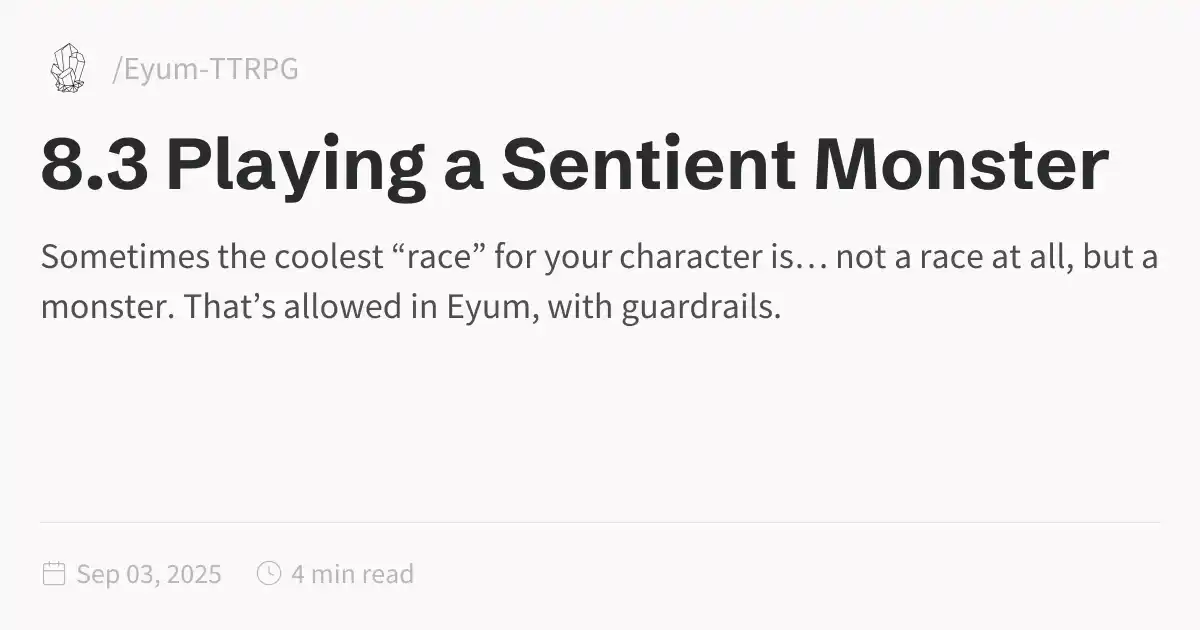 /Eyum-TTRPG
8.3 Playing a Sentient Monster
Sometimes the coolest “race” for your character is… not a race at all, but a
monster. That’s allowed in Eyum, with guardrails.
Sep 03, 2025 4 min read